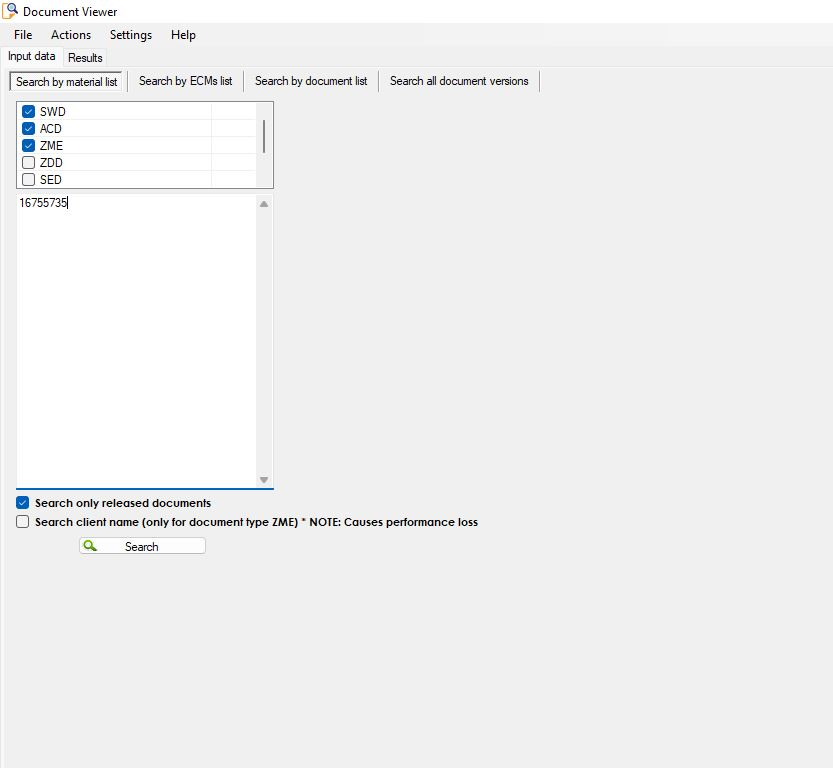 Document Viewer
File Actions Settings Help
Input data Results
Search by material list Search by ECMs list Search by document list Search all document versions
SWD
ACD
ZME
ZDD
SED
16755735
Search only released documents
Search client name (only for document type ZME) * NOTE: Causes performance loss
Search